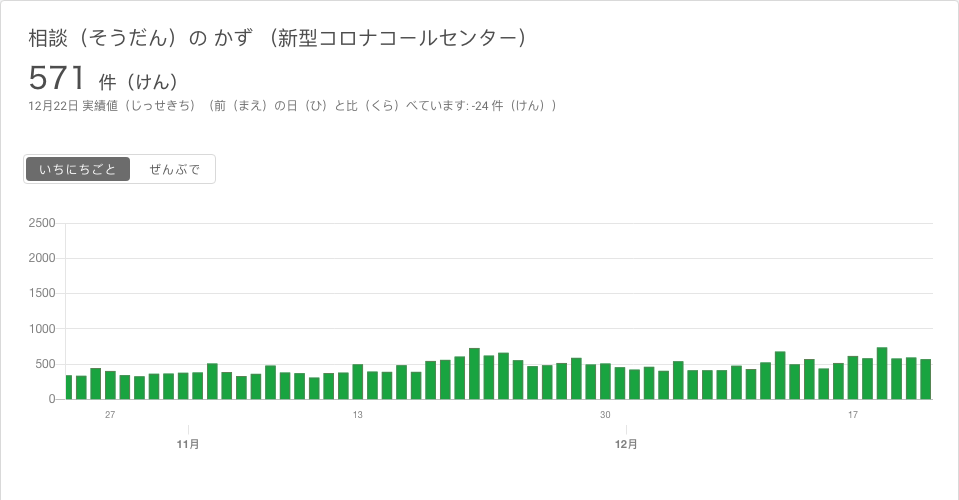 相談（そうだん）の かず （新型コロナコールセンター）
571 件（けん）
12月22日 実績値（じっせきち）（前（まえ）の日（ひ）と比（くら）べています: -24 件（けん））
いちにちごと ぜんぶで
2500
2000
1500
1000
500
0
27 13 30 17
11月 12月